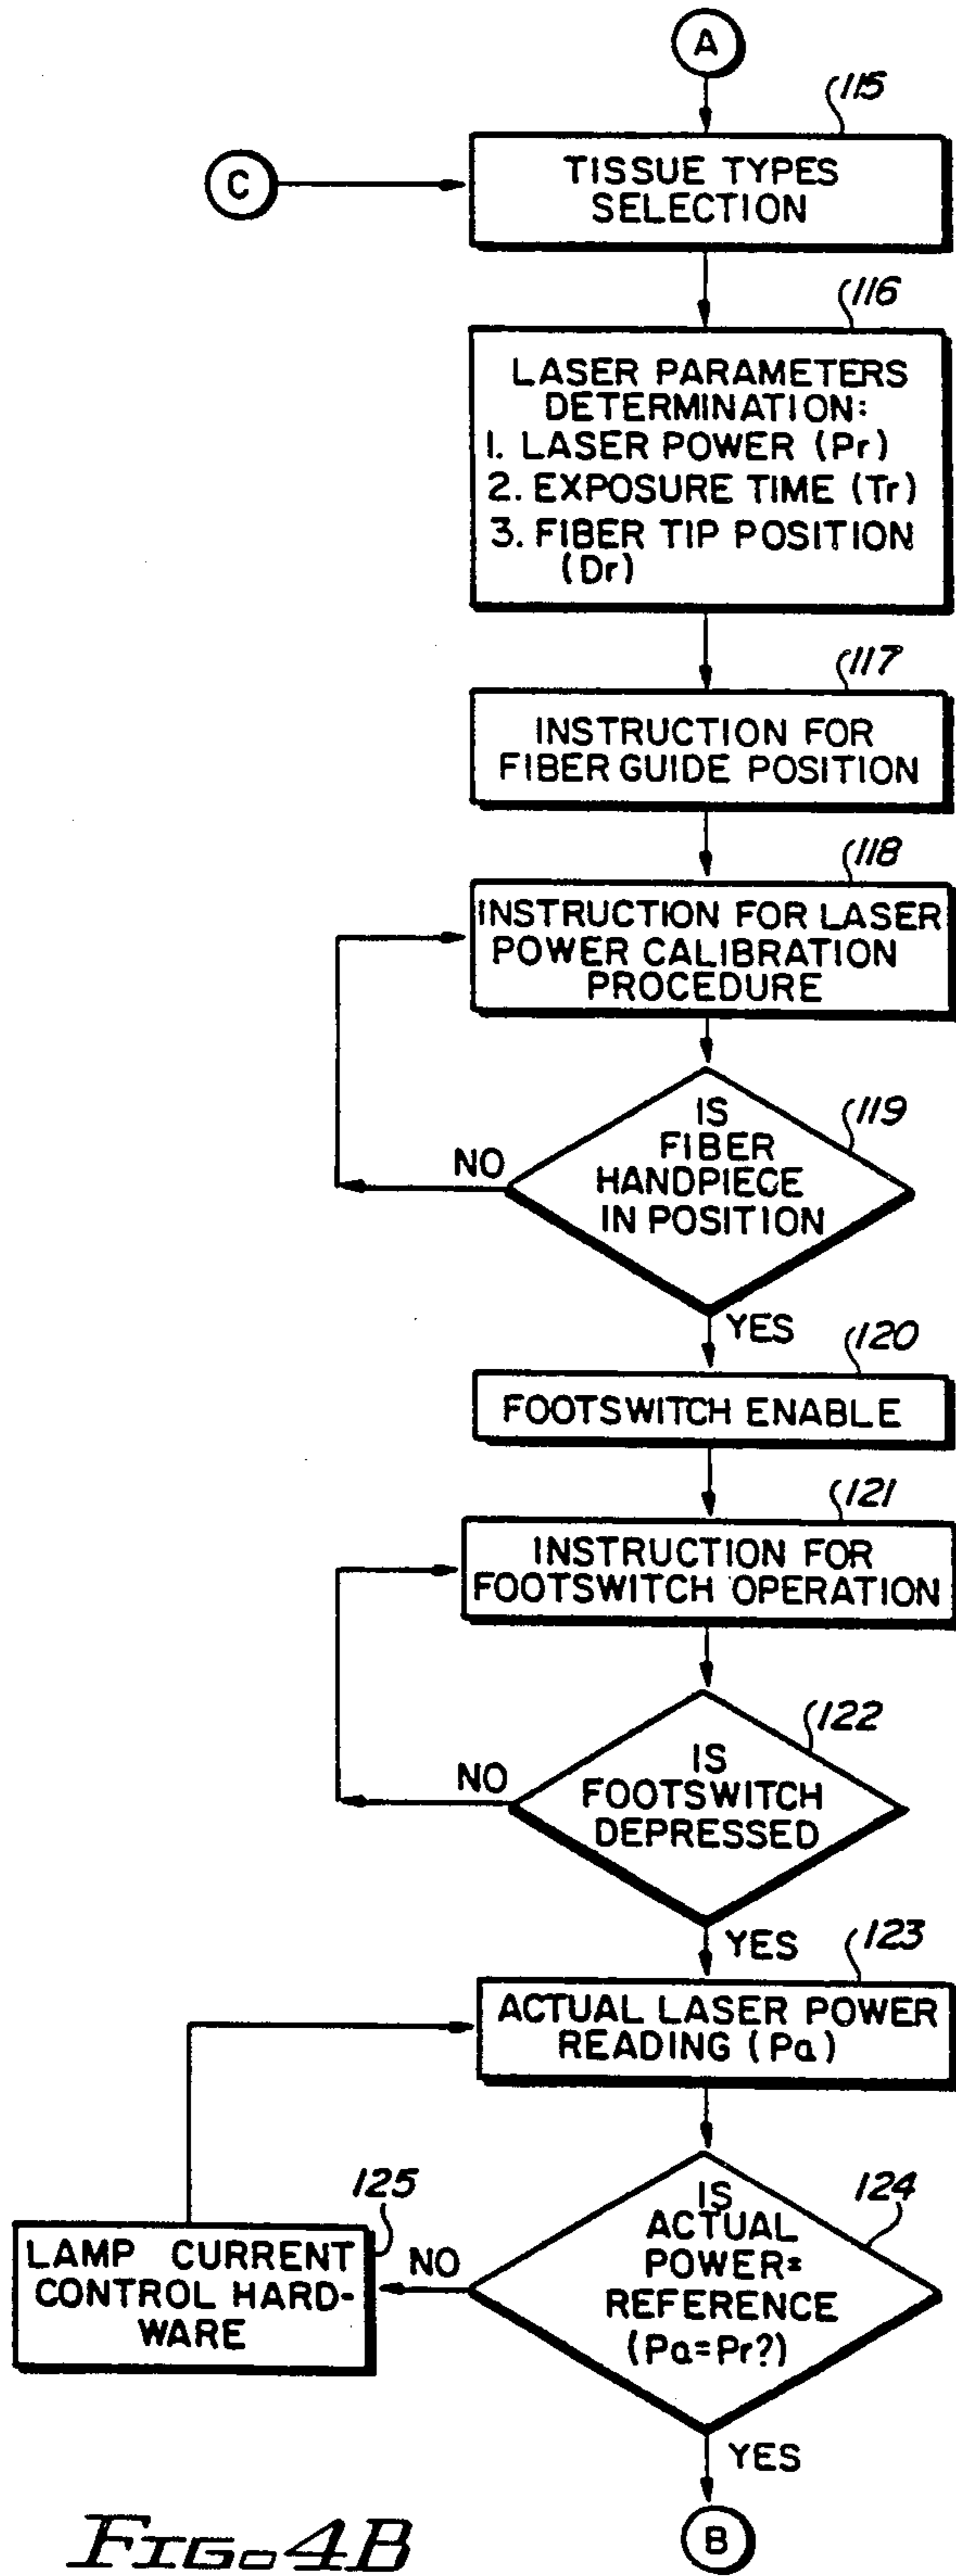 A
115
TISSUE TYPES
SELECTION
C
116
LASER PARAMETERS
DETERMINATION:
1. LASER POWER (Pr)
2. EXPOSURE TIME (Tr)
3. FIBER TIP POSITION
(Dr)
117
INSTRUCTION FOR
FIBER GUIDE POSITION
118
INSTRUCTION FOR LASER
POWER CALIBRATION
PROCEDURE
119
IS
FIBER
HANDPIECE
IN POSITION
NO
YES
120
FOOTSWITCH ENABLE
121
INSTRUCTION FOR
FOOTSWITCH OPERATION
122
IS
FOOTSWITCH
DEPRESSED
NO
YES
123
ACTUAL LASER POWER
READING (Pa)
124
IS
ACTUAL
POWER=
REFERENCE
(Pa=Pr?)
NO
125
LAMP CURRENT
CONTROL HARD-
WARE
YES
B
FIG. 4B